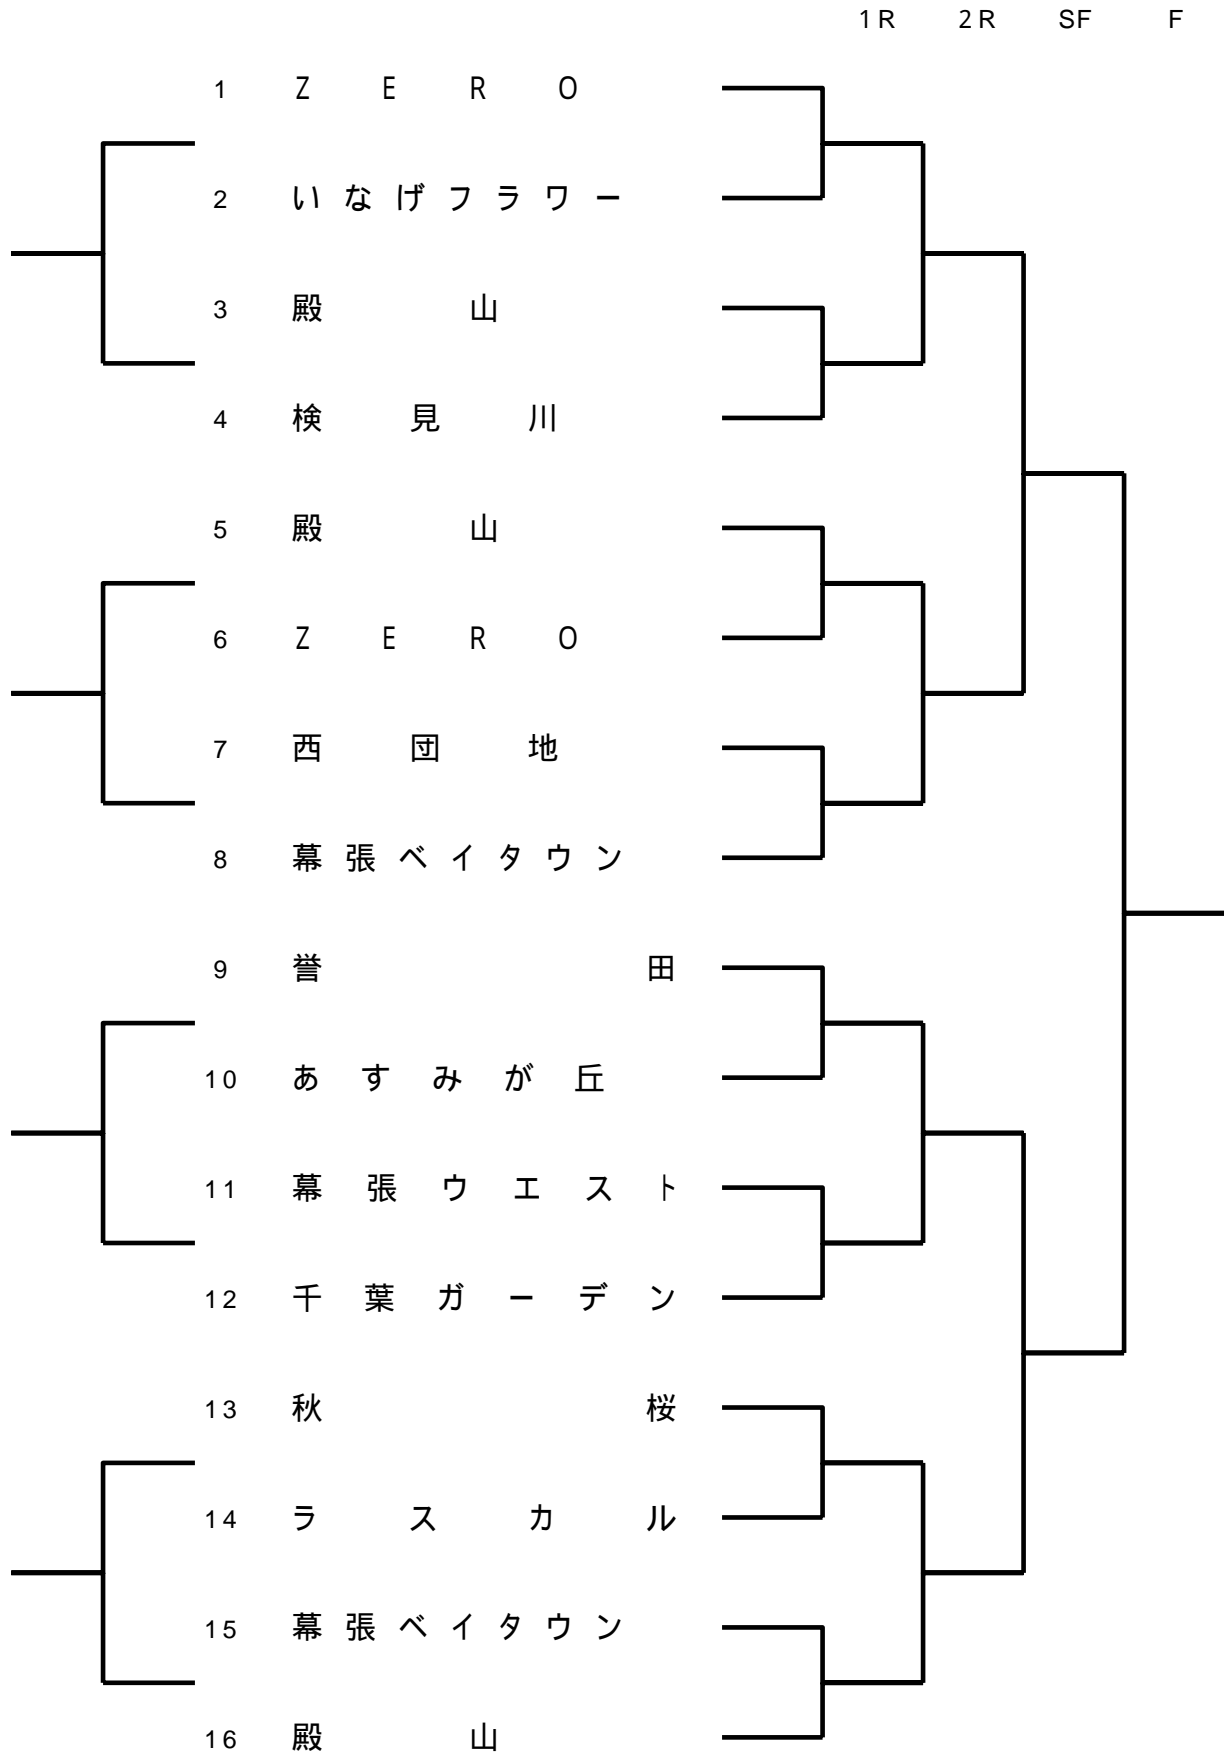 1R 2R SF F
1 ZERO
2 いなげフラワー
3 殿山
4 検見川
5 殿山
6 ZERO
7 西団地
8 幕張ベイタウン
9 誉田
10 あすみが丘
11 幕張ウエスト
12 千葉ガーデン
13 秋桜
14 ラスカル
15 幕張ベイタウン
16 殿山